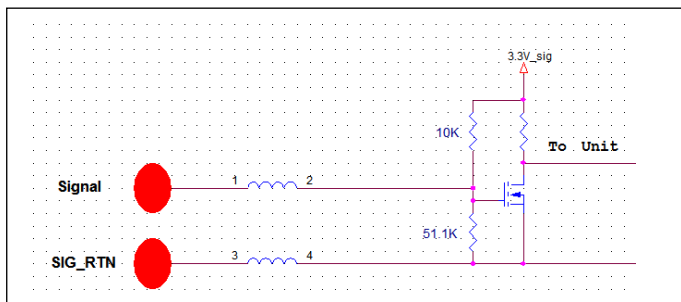 3.3V_sig
10K
To Unit
Signal
1
2
51.1K
SIG_RTN
3
4